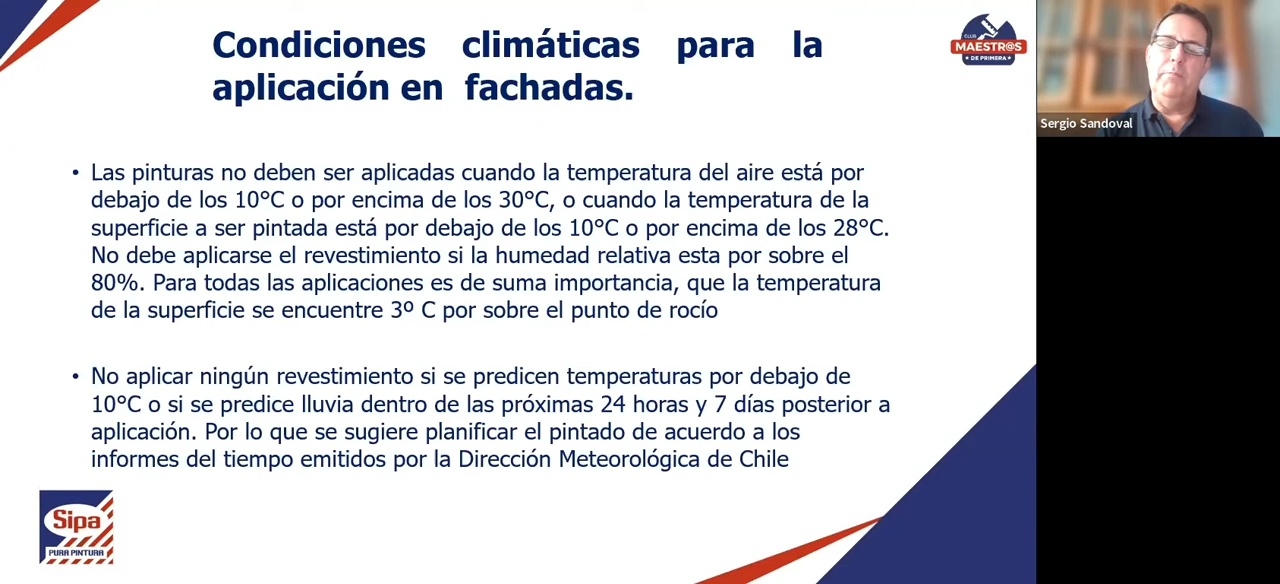 Condiciones climáticas para la
aplicación en fachadas.
CLUB
MAESTR@S
DE PRIMERA
Sergio Sandoval
• Las pinturas no deben ser aplicadas cuando la temperatura del aire está por
debajo de los 10°C o por encima de los 30°C, o cuando la temperatura de la
superficie a ser pintada está por debajo de los 10°C o por encima de los 28°C.
No debe aplicarse el revestimiento si la humedad relativa esta por sobre el
80%. Para todas las aplicaciones es de suma importancia, que la temperatura
de la superficie se encuentre 3º C por sobre el punto de rocío
• No aplicar ningún revestimiento si se predicen temperaturas por debajo de
10°C o si se predice lluvia dentro de las próximas 24 horas y 7 días posterior a
aplicación. Por lo que se sugiere planificar el pintado de acuerdo a los
informes del tiempo emitidos por la Dirección Meteorológica de Chile
Sipa
PURA PINTURA